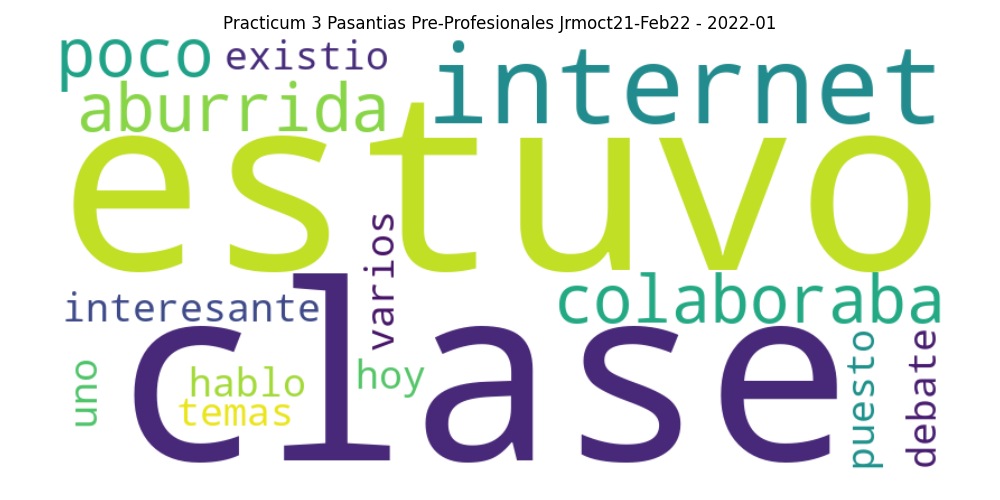 Practicum 3 Pasantias Pre-Profesionales Jrmoct21-Feb22 - 2022-01
poco
existio
internet
aburrida
estuvo
varios
interesante
colaboraba
clase
uno
hablo
temas
hoy
puesto
debate